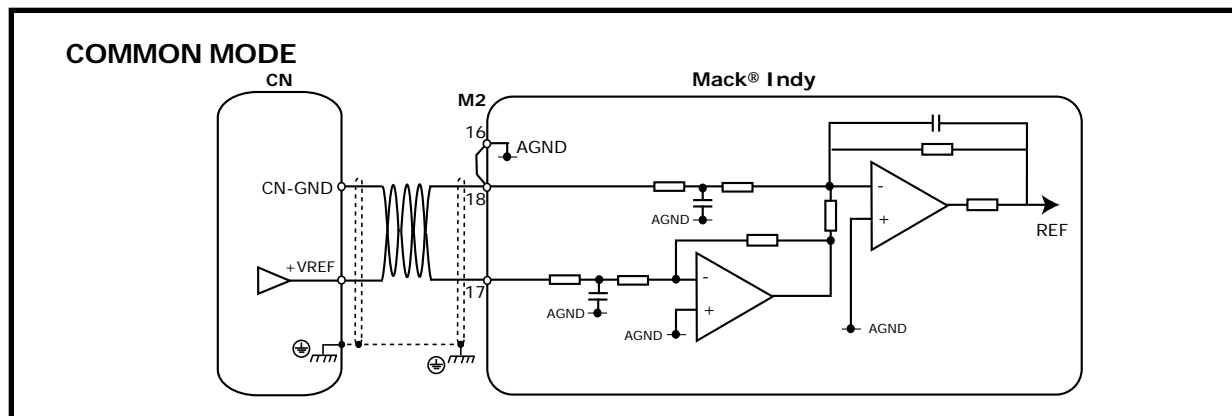 COMMON MODE
CN
Mack® Indy
M2
16
AGND
CN-GND
18
AGND
-
+
REF
+VREF
17
-
+
AGND
AGND
AGND